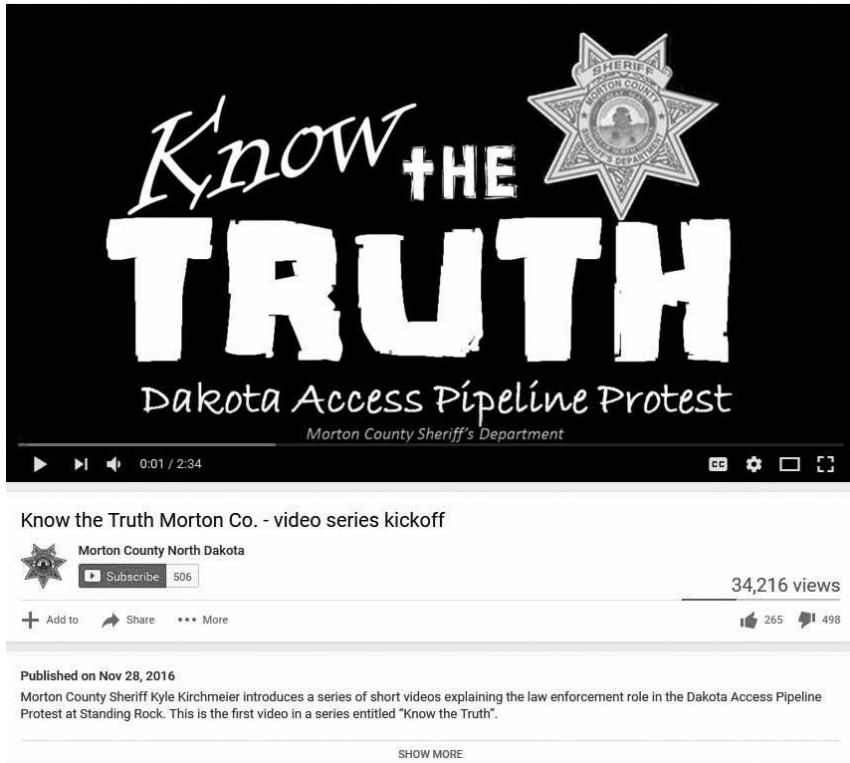 SHERIFF
MORTON COUNTY
SHERIFF'S DEPARTMENT
Know THE
TRUTH
Dakota Access Pipeline Protest
Morton County Sheriff's Department
0:01 / 2:34
CC
Know the Truth Morton Co. - video series kickoff
Morton County North Dakota
Subscribe 506
34,216 views
Add to Share ••• More 265 498
Published on Nov 28, 2016
Morton County Sheriff Kyle Kirchmeier introduces a series of short videos explaining the law enforcement role in the Dakota Access Pipeline
Protest at Standing Rock. This is the first video in a series entitled “Know the Truth”.
SHOW MORE